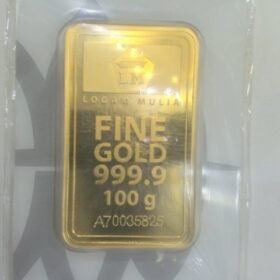 LM
LOGAM MULIA
FINE
GOLD
999.9
100 g
A70035825